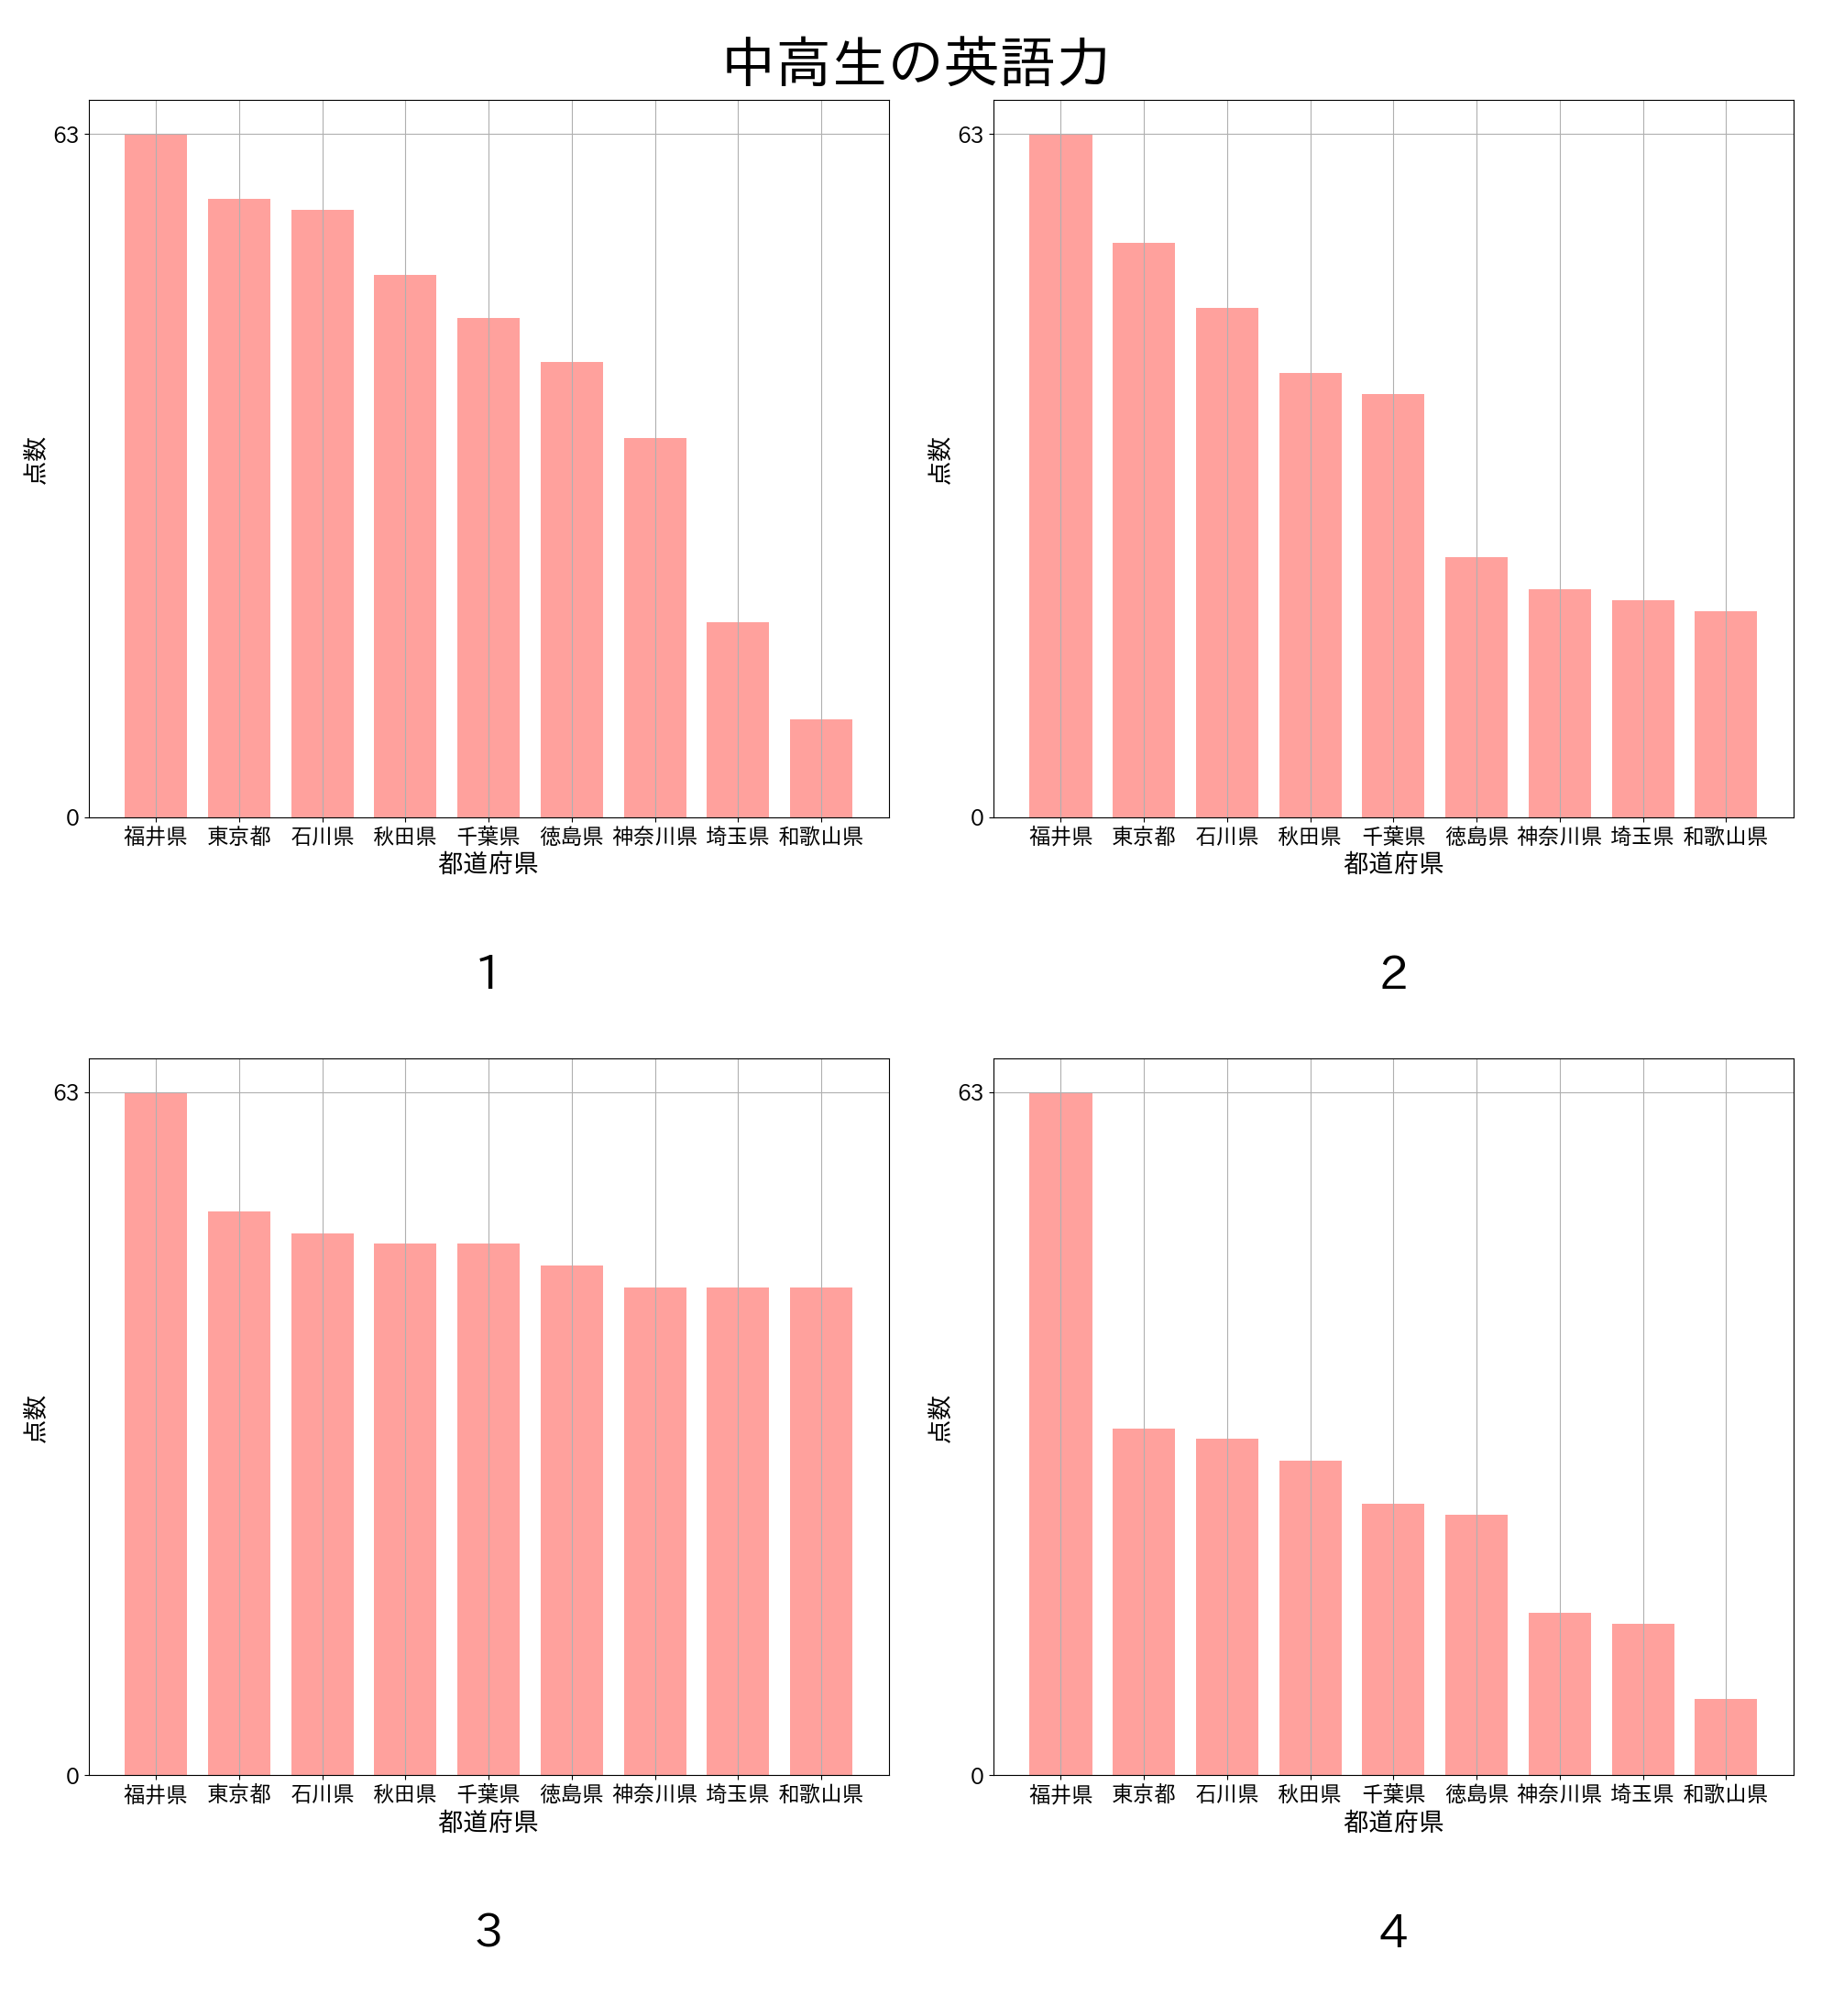 中高生の英語力
63
0
点数
福井県 東京都 石川県 秋田県 千葉県 徳島県 神奈川県 埼玉県 和歌山県
都道府県
1
63
0
点数
福井県 東京都 石川県 秋田県 千葉県 徳島県 神奈川県 埼玉県 和歌山県
都道府県
2
63
0
点数
福井県 東京都 石川県 秋田県 千葉県 徳島県 神奈川県 埼玉県 和歌山県
都道府県
3
63
0
点数
福井県 東京都 石川県 秋田県 千葉県 徳島県 神奈川県 埼玉県 和歌山県
都道府県
4